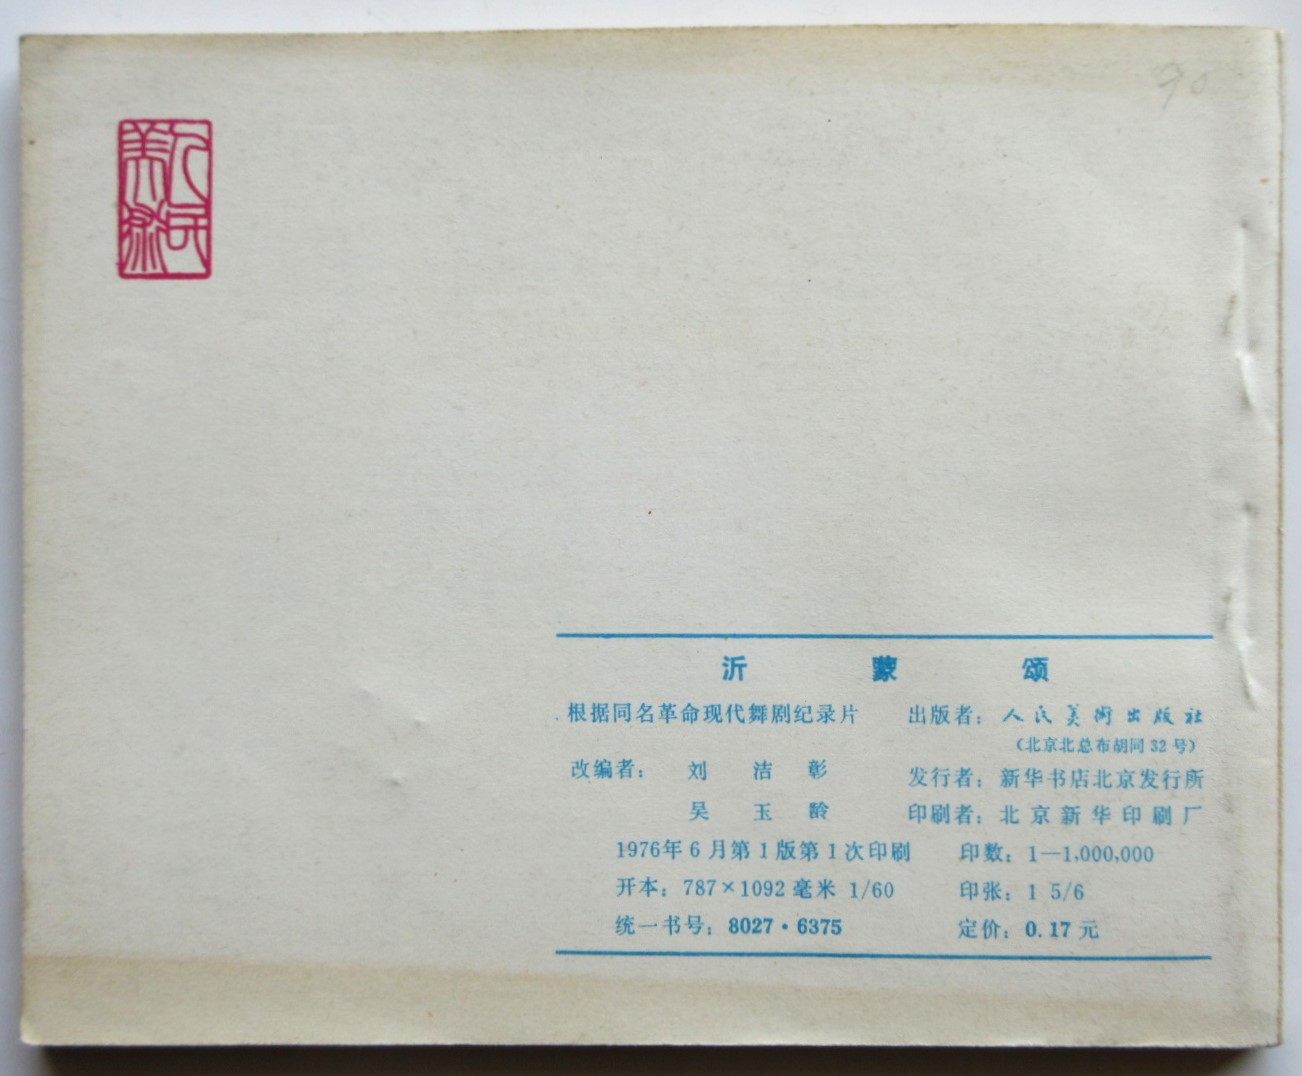 人民
美术
90
沂 蒙 颂
根据同名革命现代舞剧纪录片
改编者：刘 洁 彰
吴 玉 龄
出版者：人民美術出版社
（北京北总布胡同32号）
发行者：新华书店北京发行所
印刷者：北京新华印刷厂
1976年6月第1版第1次印刷
印数：1—1,000,000
开本：787×1092毫米 1/60
印张：1 5/6
统一书号：8027·6375
定价：0.17元